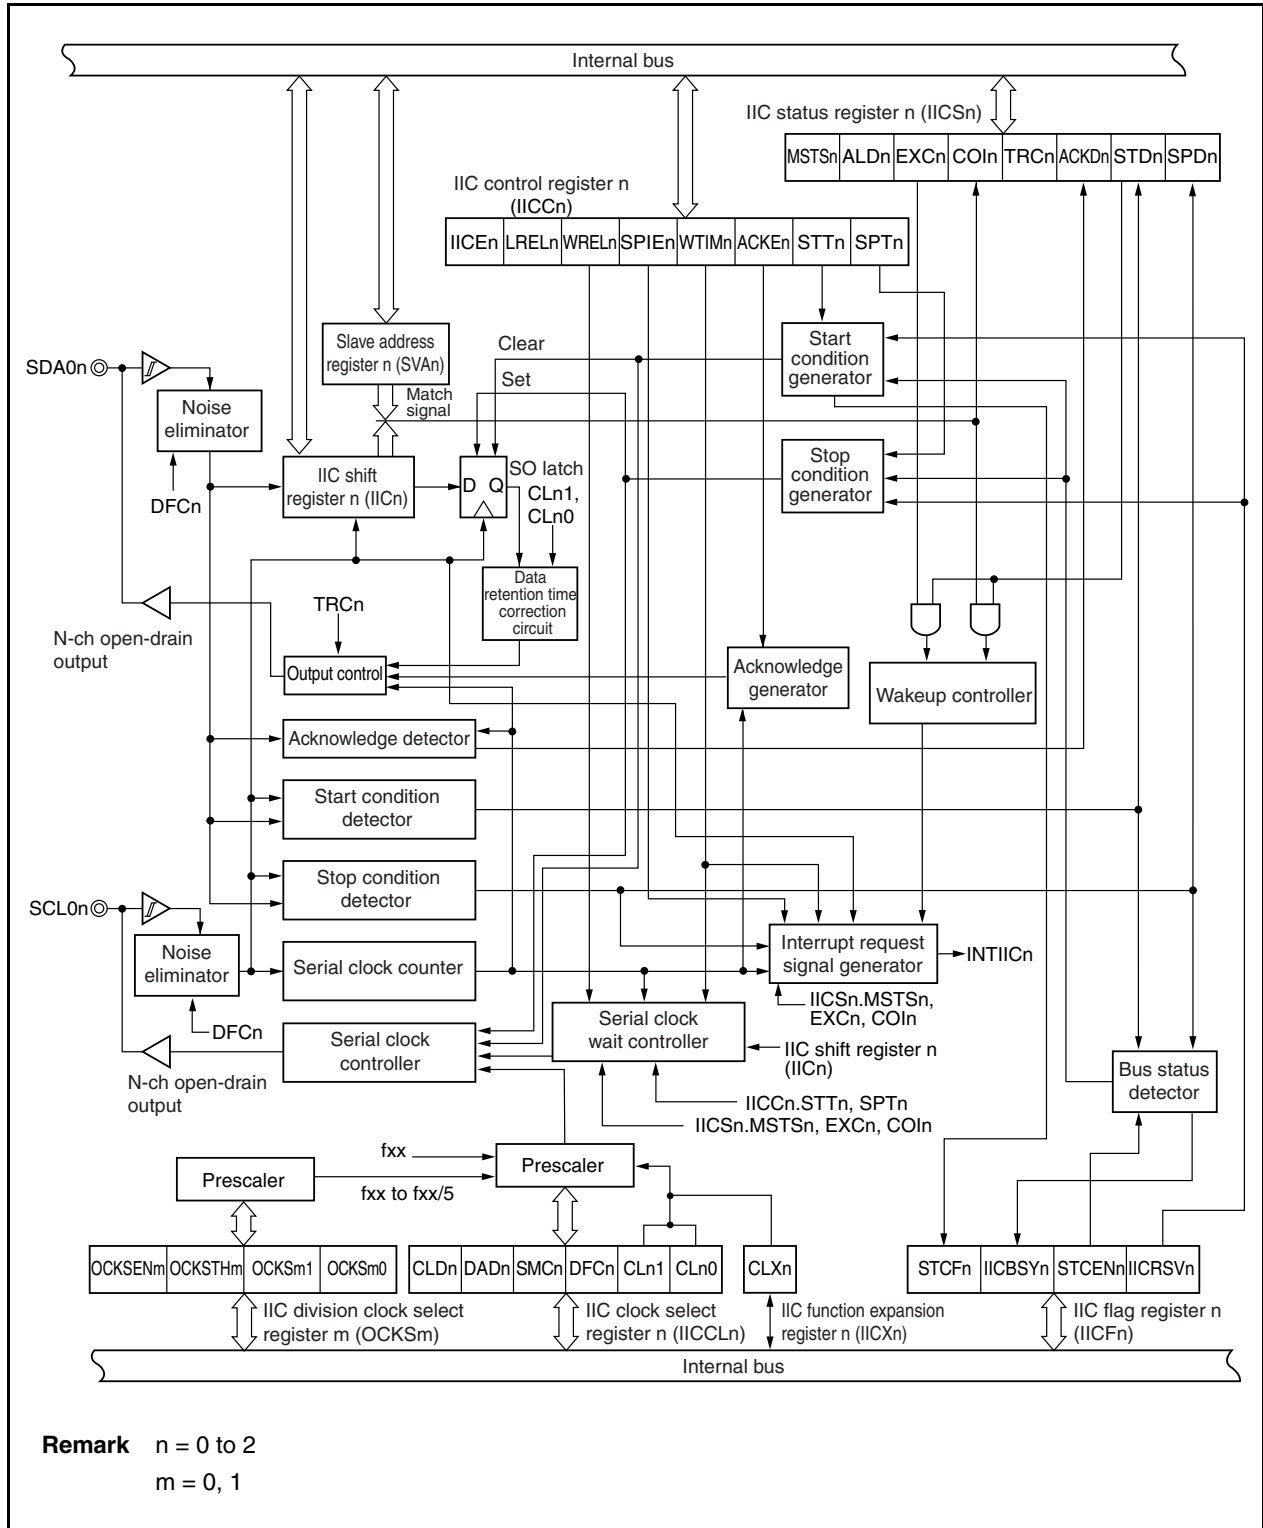 Internal bus
IIC status register n (IICSn)
MSTSn ALDn EXCn COIn TRCn ACKDn STDn SPDn
IIC control register n
(IICCn)
IICEn LRELn WRELn SPIEn WTIMn ACKEn STTn SPTn
Slave address
register n (SVAn)
Clear
Start
condition
generator
SDA0n
Set
Match
signal
Noise
eliminator
DFCn
IIC shift
register n (IICn)
D Q
SO latch
CLn1,
CLn0
Stop
condition
generator
Data
retention time
correction
circuit
TRCn
N-ch open-drain
output
Output control
Acknowledge
generator
Wakeup controller
Acknowledge detector
Start condition
detector
Stop condition
detector
SCL0n
Noise
eliminator
DFCn
Serial clock counter
Interrupt request
signal generator
INTIICn
IICSn.MSTSn,
EXCn, COIn
Serial clock
controller
Serial clock
wait controller
IIC shift register n
(IICn)
N-ch open-drain
output
IICCn.STTn, SPTn
IICSn.MSTSn, EXCn, COIn
Bus status
detector
fxx
Prescaler
Prescaler
fxx to fxx/5
OCKSENm OCKSTHm OCKSm1 OCKSm0
CLDn DADn SMCn DFCn CLn1 CLn0
CLXn
STCFn IICBSYn STCENn IICRSVn
IIC division clock select
register m (OCKSm)
IIC clock select
register n (IICCLn)
IIC function expansion
register n (IICXn)
IIC flag register n
(IICFn)
Internal bus
Remark n = 0 to 2
m = 0, 1